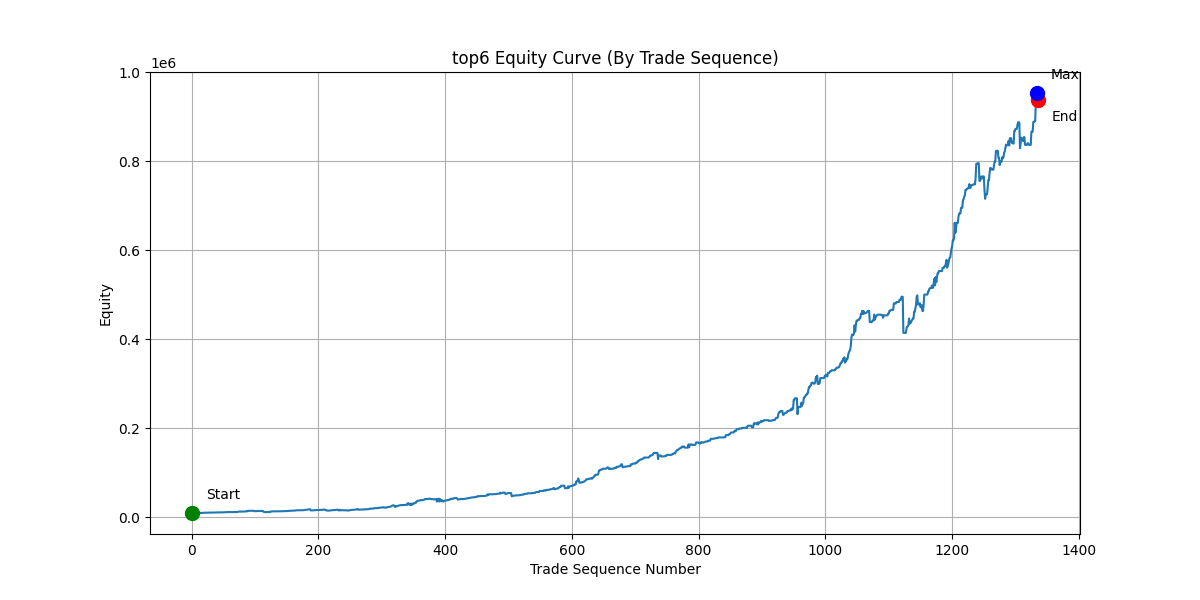 top6 Equity Curve (By Trade Sequence)
1e6
Max
End
Start
1.0
0.8
0.6
0.4
0.2
0.0
Equity
0 200 400 600 800 1000 1200 1400
Trade Sequence Number